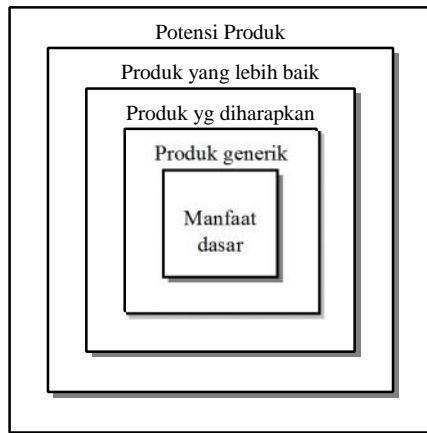 Potensi Produk
Produk yang lebih baik
Produk yg diharapkan
Produk generik
Manfaat
dasar